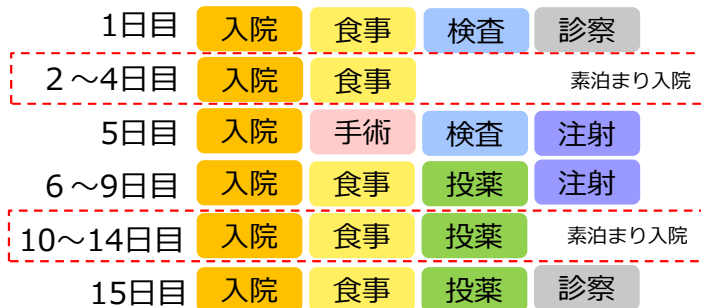 1日目 入院 食事 検査 診察
2～4日目 入院 食事 素泊まり入院
5日目 入院 手術 検査 注射
6～9日目 入院 食事 投薬 注射
10～14日目 入院 食事 投薬 素泊まり入院
15日目 入院 食事 投薬 診察